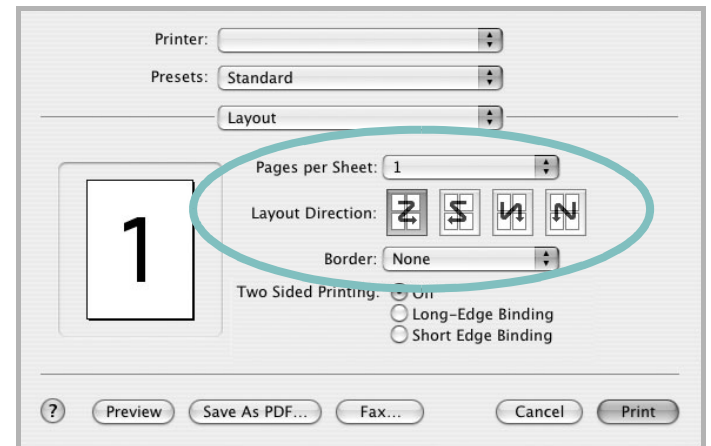 Printer:
Presets: Standard
Layout
Pages per Sheet: 1
Layout Direction:
Border: None
1
Two Sided Printing: Off
Long-Edge Binding
Short Edge Binding
? Preview Save As PDF... Fax... Cancel Print